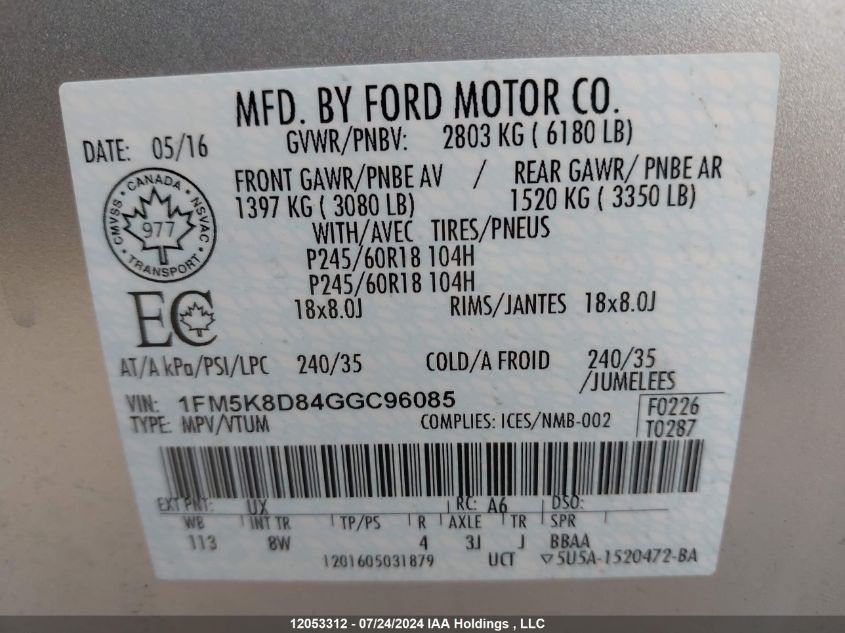 MFD. BY FORD MOTOR CO.
DATE: 05/16
GVWR/PNBV: 2803 KG ( 6180 LB)
FRONT GAWR/PNBE AV / REAR GAWR/ PNBE AR
1397 KG ( 3080 LB) 1520 KG ( 3350 LB)
WITH/AVEC TIRES/PNEUS
P245/60R18 104H
P245/60R18 104H
18x8.0J RIMS/JANTES 18x8.0J
CANADA
CMVSS NSVAC
977
TRANSPORT
EC
AT/A kPa/PSI/LPC 240/35 COLD/A FROID 240/35
/JUMELEES
VIN: 1FM5K8D84GGC96085
TYPE: MPV/VTUM COMPLIES: ICES/NMB-002
F0226
T0287
EXT PNT: UX RC: A6 DSO:
WB INT TR TP/PS R AXLE TR SPR
113 8W 4 3J J BBAA
1201605031879 UCT ▽5U5A-1520472-BA
12053312 - 07/24/2024 IAA Holdings , LLC